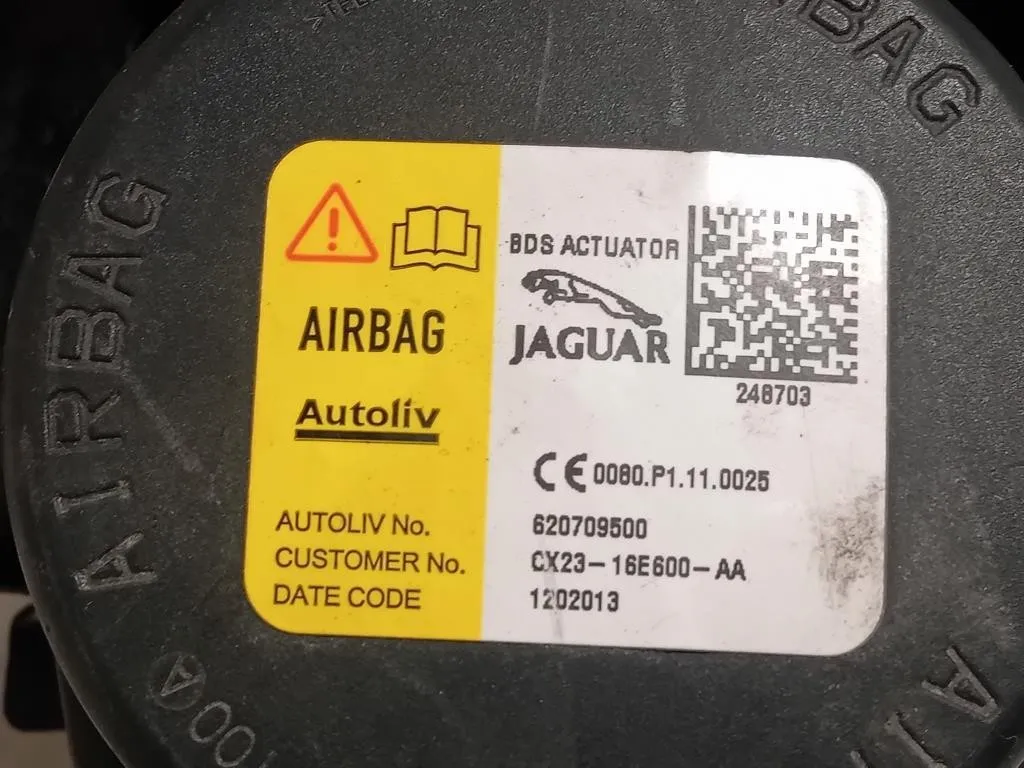 AIRBAG
AIRBAG
BDS ACTUATOR
JAGUAR
248703
AIRBAG
Autoliv
CE 0080.P1.11.0025
AUTOLIV No. 620709500
CUSTOMER No. CX23-16E600-AA
DATE CODE 1202013